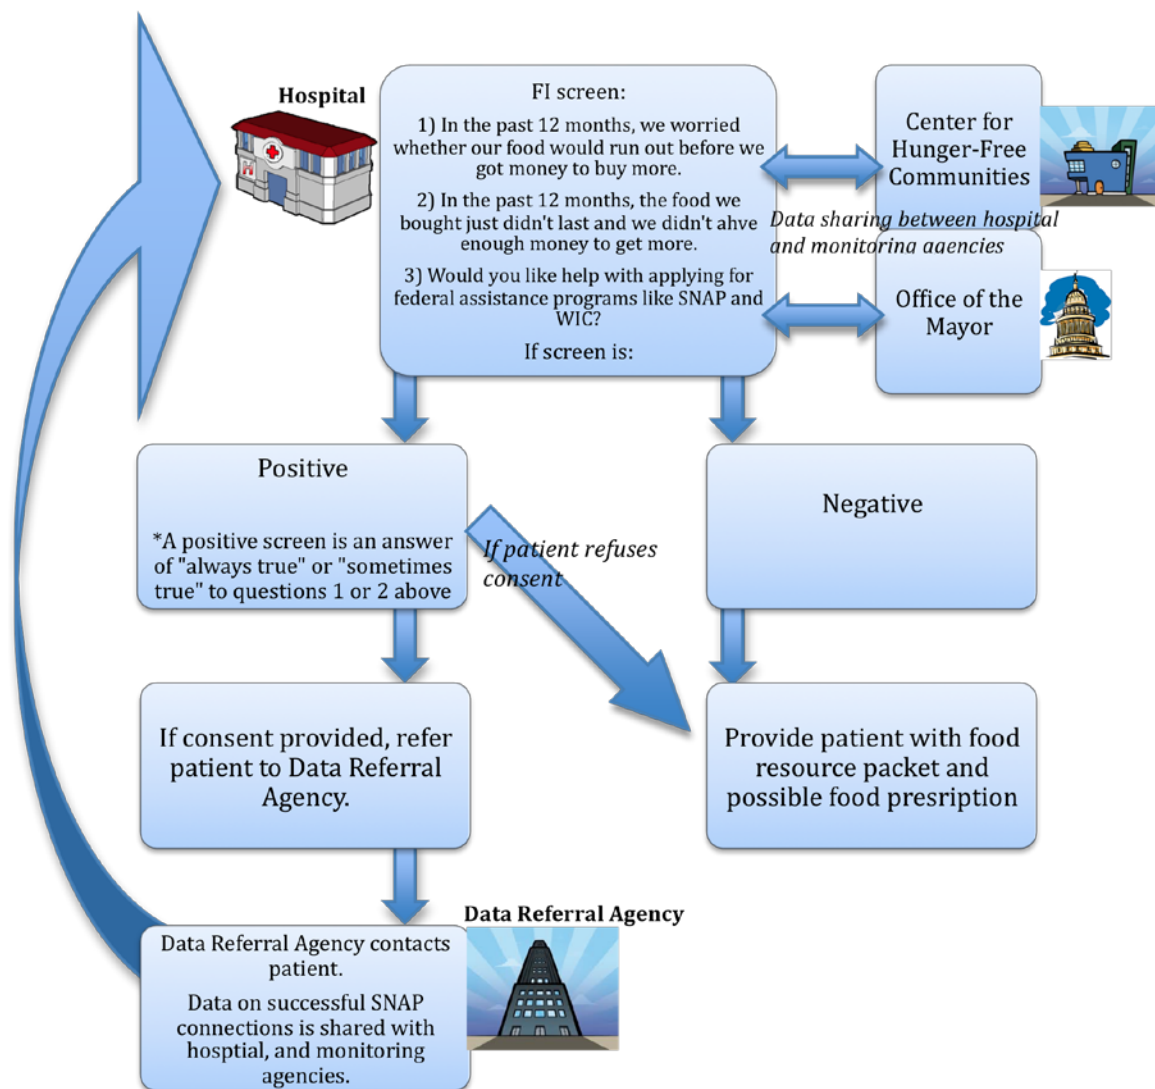 Hospital
FI screen:
1) In the past 12 months, we worried
whether our food would run out before we
got money to buy more.
2) In the past 12 months, the food we
bought just didn't last and we didn't ahve
enough money to get more.
3) Would you like help with applying for
federal assistance programs like SNAP and
WIC?
If screen is:
Center for
Hunger-Free
Communities
Data sharing between hospital
and monitoring agencies
Office of the
Mayor
Positive
*A positive screen is an answer
of "always true" or "sometimes
true" to questions 1 or 2 above
If patient refuses
consent
Negative
If consent provided, refer
patient to Data Referral
Agency.
Provide patient with food
resource packet and
possible food presription
Data Referral Agency
Data Referral Agency contacts
patient.
Data on successful SNAP
connections is shared with
hosptial, and monitoring
agencies.
H